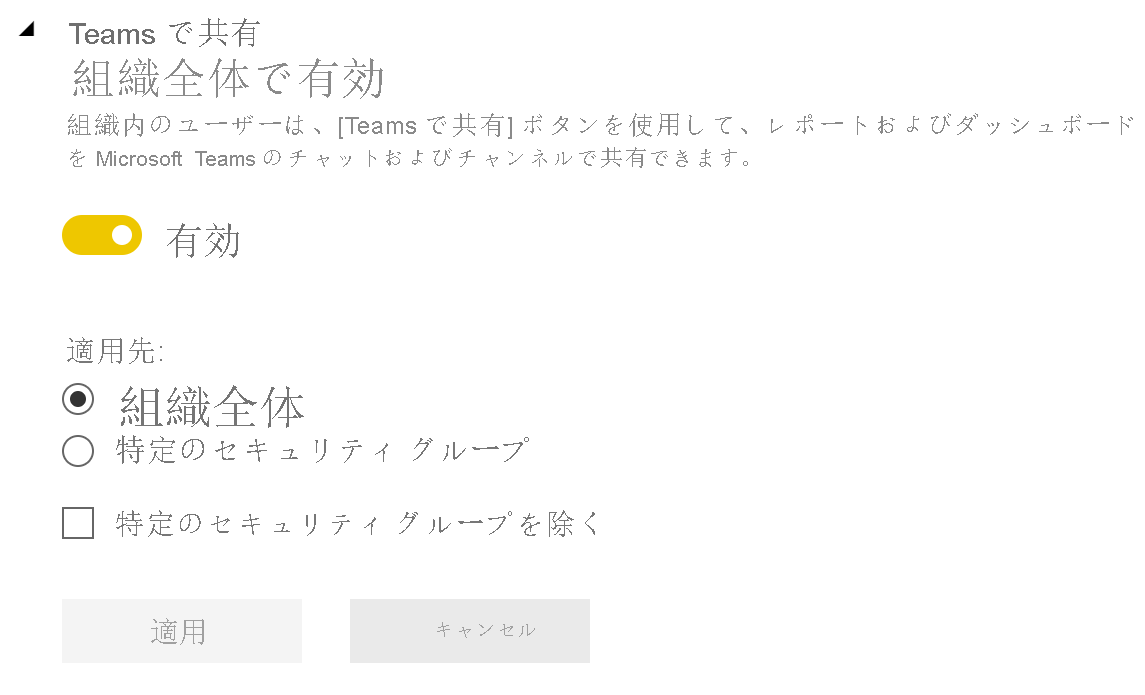 Teams で共有
組織全体で有効
組織内のユーザーは、[Teams で共有] ボタンを使用して、レポートおよびダッシュボード
を Microsoft Teams のチャットおよびチャンネルで共有できます。
有効
適用先:
組織全体
特定のセキュリティ グループ
特定のセキュリティ グループを除く
適用
キャンセル